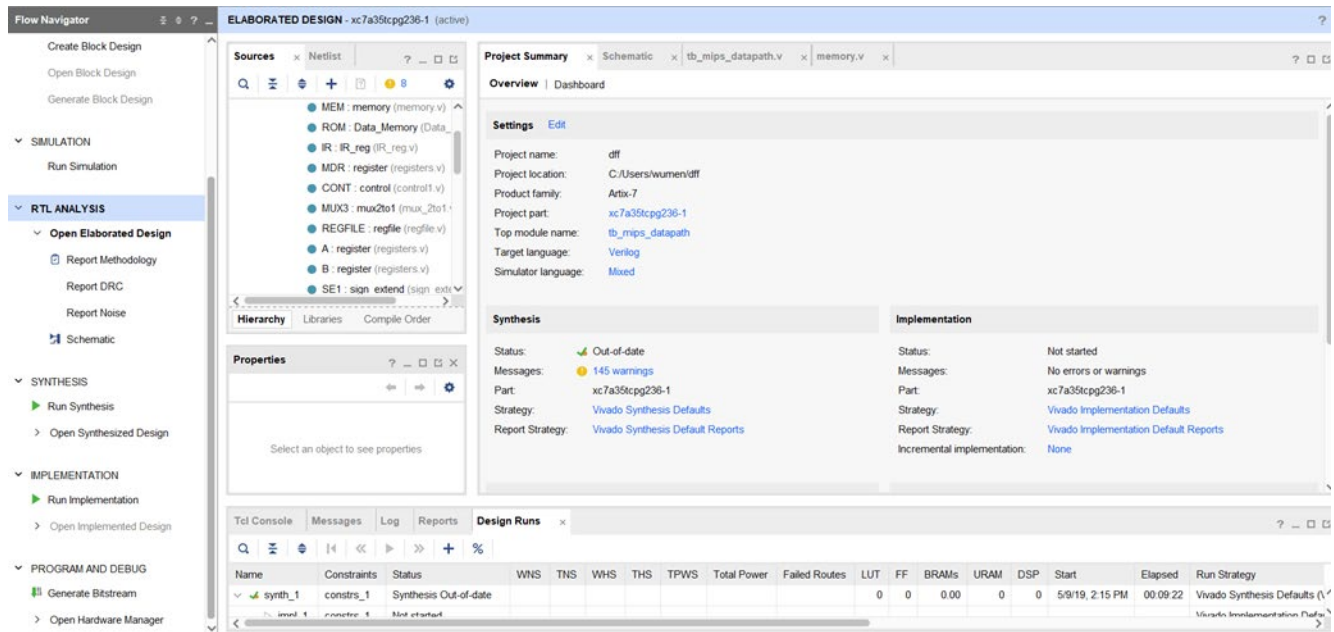 Flow Navigator
Create Block Design
Open Block Design
Generate Block Design
SIMULATION
Run Simulation
RTL ANALYSIS
Open Elaborated Design
Report Methodology
Report DRC
Report Noise
Schematic
SYNTHESIS
Run Synthesis
Open Synthesized Design
IMPLEMENTATION
Run Implementation
Open Implemented Design
PROGRAM AND DEBUG
Generate Bitstream
Open Hardware Manager
ELABORATED DESIGN - xc7a35tcpg236-1 (active)
Sources Netlist
8
MEM : memory (memory.v)
ROM : Data_Memory (Data_
IR : IR_reg (IR_reg.v)
MDR : register (registers.v)
CONT : control (control1.v)
MUX3 : mux2to1 (mux_2to1.
REGFILE : regfile (regfile.v)
A : register (registers.v)
B : register (registers.v)
SE1 : sign_extend (sign_exte
Hierarchy Libraries Compile Order
Properties
Select an object to see properties
Project Summary Schematic tb_mips_datapath.v memory.v
Overview | Dashboard
Settings Edit
Project name: dff
Project location: C:/Users/wumen/dff
Product family: Artix-7
Project part: xc7a35tcpg236-1
Top module name: tb_mips_datapath
Target language: Verilog
Simulator language: Mixed
Synthesis
Status: Out-of-date
Messages: 145 warnings
Part: xc7a35tcpg236-1
Strategy: Vivado Synthesis Defaults
Report Strategy: Vivado Synthesis Default Reports
Implementation
Status: Not started
Messages: No errors or warnings
Part: xc7a35tcpg236-1
Strategy: Vivado Implementation Defaults
Report Strategy: Vivado Implementation Default Reports
Incremental implementation: None
Tcl Console Messages Log Reports Design Runs
Name Constraints Status WNS TNS WHS THS TPWS Total Power Failed Routes LUT FF BRAMs URAM DSP Start Elapsed Run Strategy
synth_1 constrs_1 Synthesis Out-of-date 0 0 0.00 0 0 5/9/19, 2:15 PM 00:09:22 Vivado Synthesis Defaults (V
impl_1 constrs_1 Not started Vivado Implementation Defau